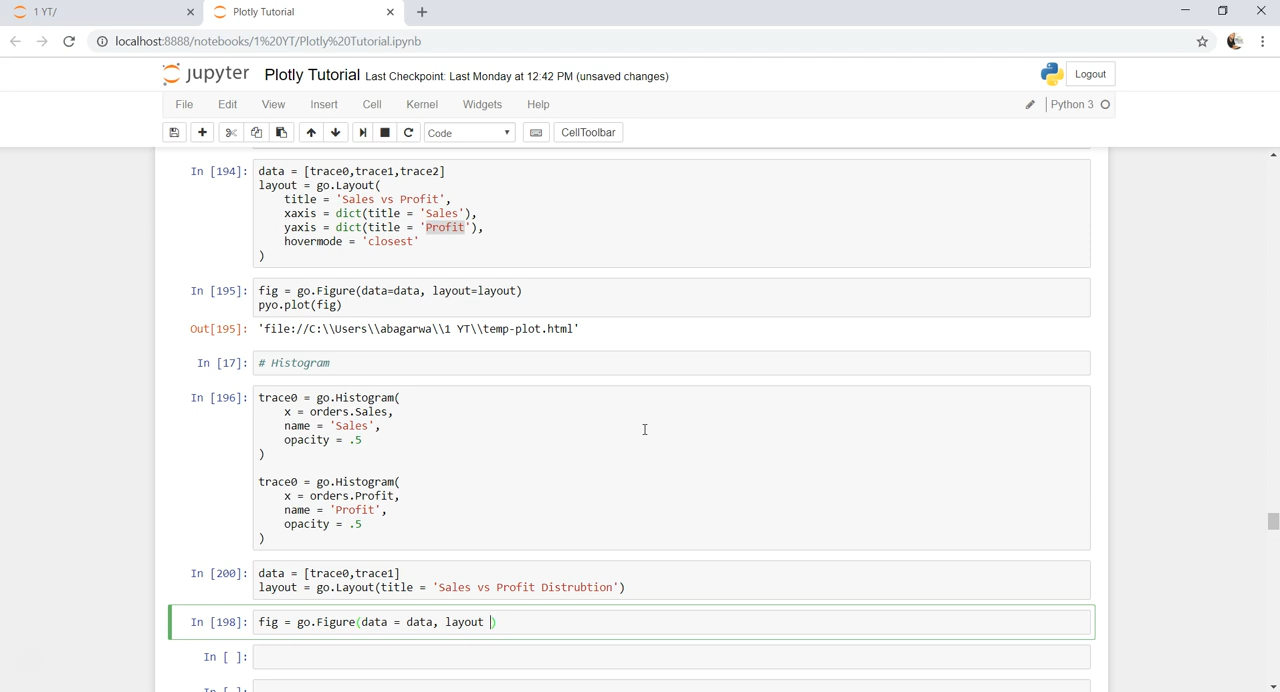 1 YT/
Plotly Tutorial
localhost:8888/notebooks/1%20YT/Plotly%20Tutorial.ipynb
jupyter Plotly Tutorial Last Checkpoint: Last Monday at 12:42 PM (unsaved changes)
Logout
File Edit View Insert Cell Kernel Widgets Help
Python 3
Code
CellToolbar
In [194]: data = [trace0,trace1,trace2]
layout = go.Layout(
title = 'Sales vs Profit',
xaxis = dict(title = 'Sales'),
yaxis = dict(title = 'Profit'),
hovermode = 'closest'
)
In [195]: fig = go.Figure(data=data, layout=layout)
pyo.plot(fig)
Out[195]: 'file://C:\\Users\\abagarwa\\1 YT\\temp-plot.html'
In [17]: # Histogram
In [196]: trace0 = go.Histogram(
x = orders.Sales,
name = 'Sales',
opacity = .5
)
trace0 = go.Histogram(
x = orders.Profit,
name = 'Profit',
opacity = .5
)
In [200]: data = [trace0,trace1]
layout = go.Layout(title = 'Sales vs Profit Distrubtion')
In [198]: fig = go.Figure(data = data, layout )
In [ ]:
In [ ]: